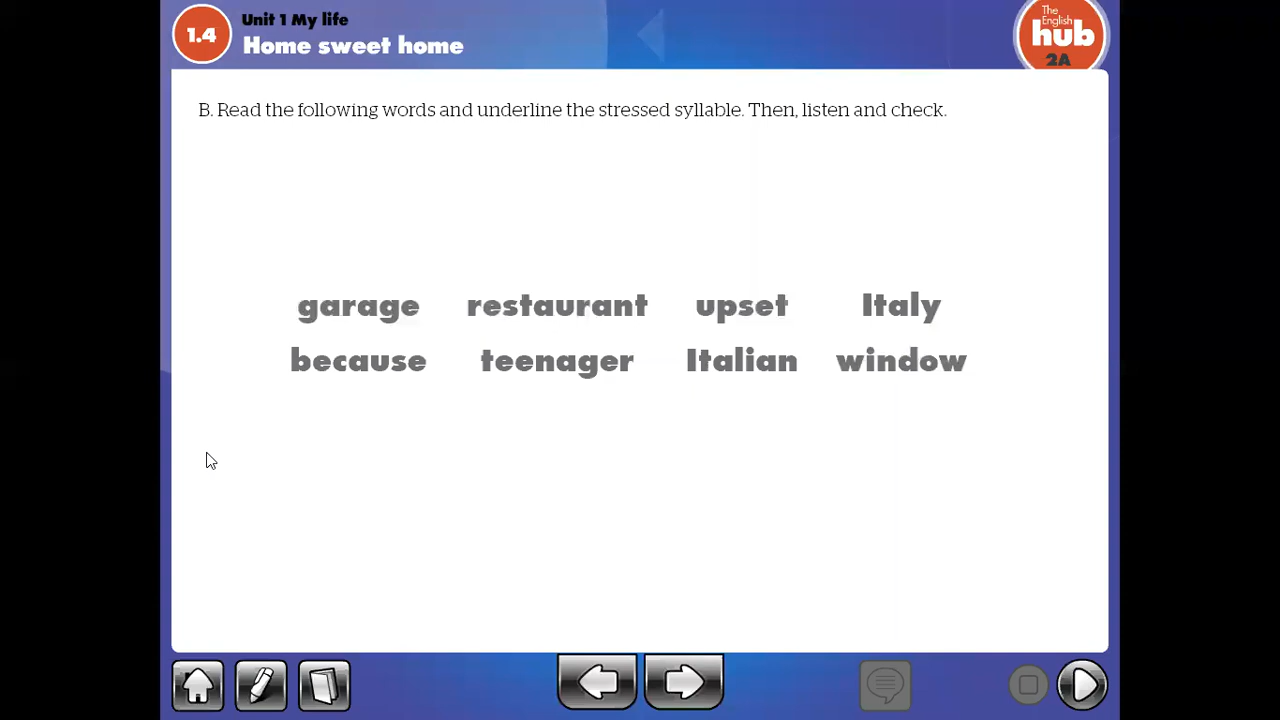 1.4
Unit 1 My life
Home sweet home
The
English
hub
2A
B. Read the following words and underline the stressed syllable. Then, listen and check.
garage restaurant upset Italy
because teenager Italian window